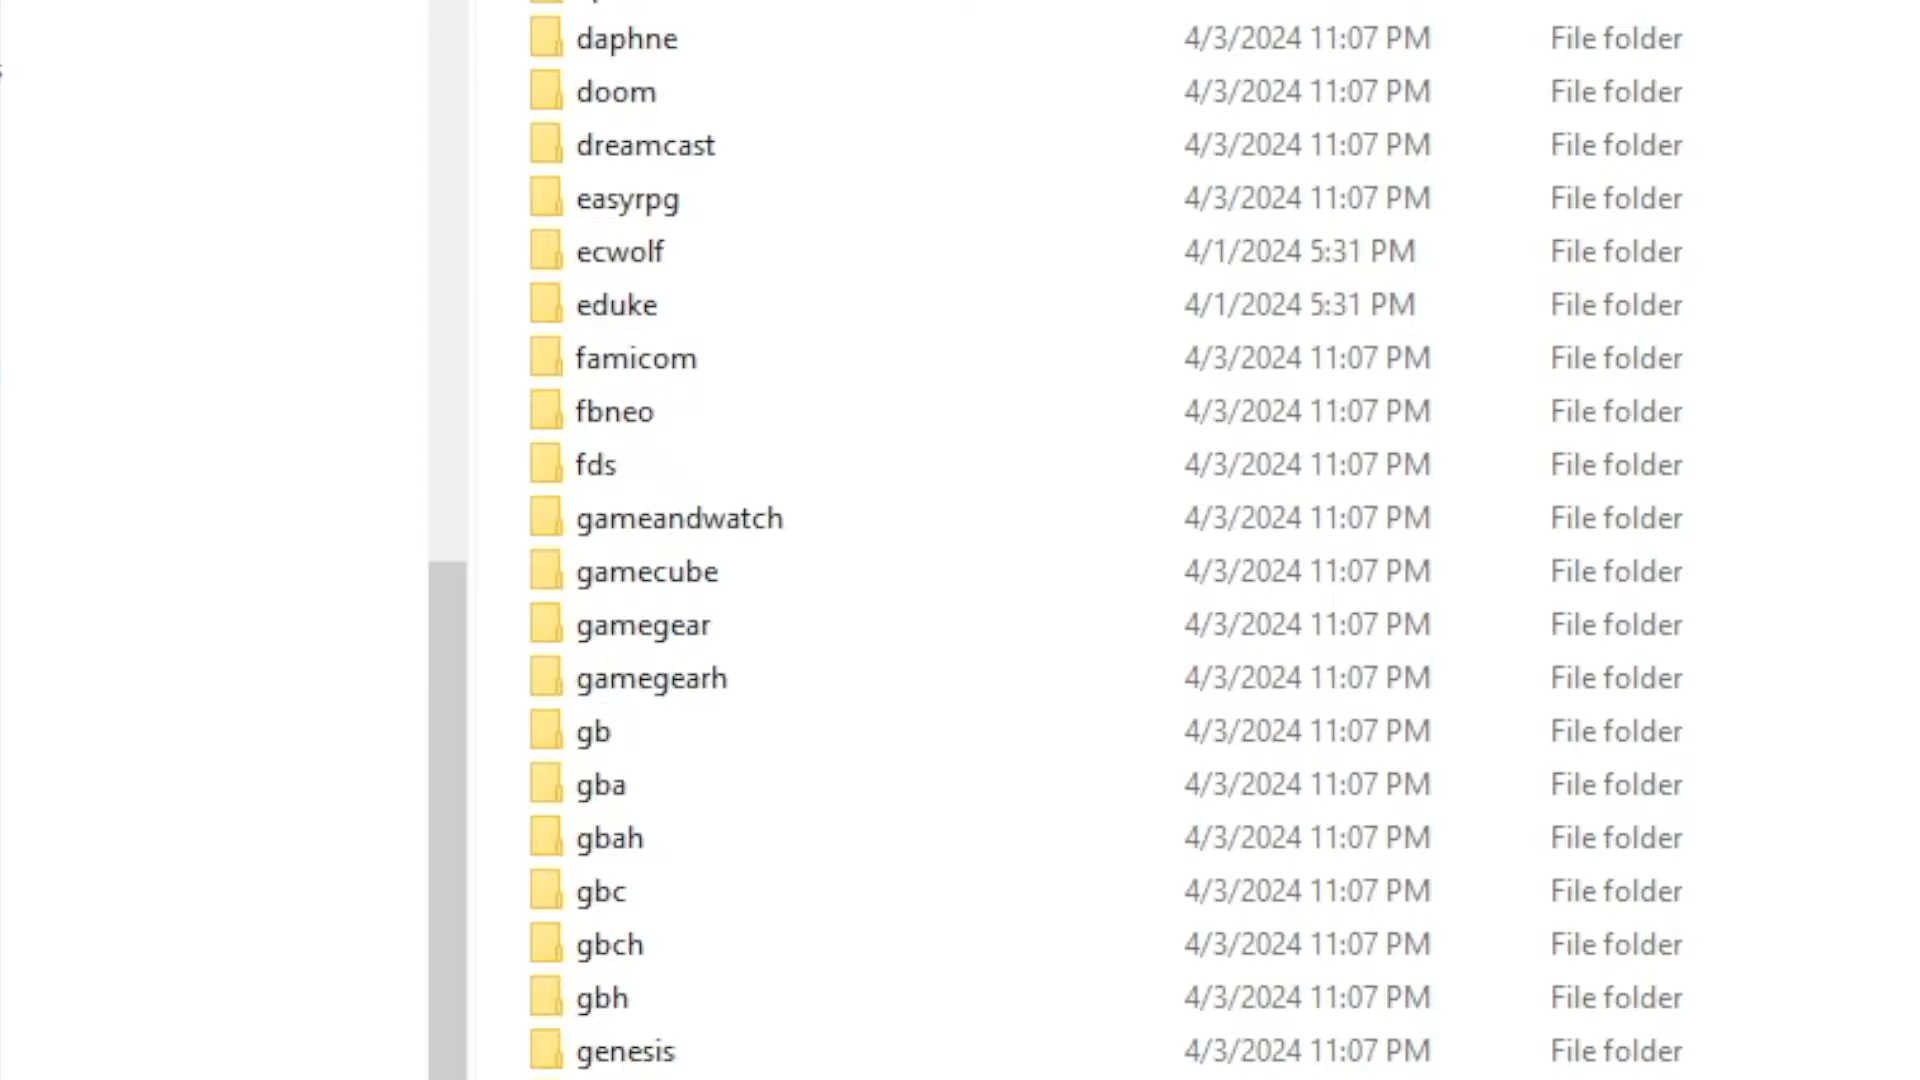 daphne 4/3/2024 11:07 PM File folder
doom 4/3/2024 11:07 PM File folder
dreamcast 4/3/2024 11:07 PM File folder
easyrpg 4/3/2024 11:07 PM File folder
ecwolf 4/1/2024 5:31 PM File folder
eduke 4/1/2024 5:31 PM File folder
famicom 4/3/2024 11:07 PM File folder
fbneo 4/3/2024 11:07 PM File folder
fds 4/3/2024 11:07 PM File folder
gameandwatch 4/3/2024 11:07 PM File folder
gamecube 4/3/2024 11:07 PM File folder
gamegear 4/3/2024 11:07 PM File folder
gamegearh 4/3/2024 11:07 PM File folder
gb 4/3/2024 11:07 PM File folder
gba 4/3/2024 11:07 PM File folder
gbah 4/3/2024 11:07 PM File folder
gbc 4/3/2024 11:07 PM File folder
gbch 4/3/2024 11:07 PM File folder
gbh 4/3/2024 11:07 PM File folder
genesis 4/3/2024 11:07 PM File folder